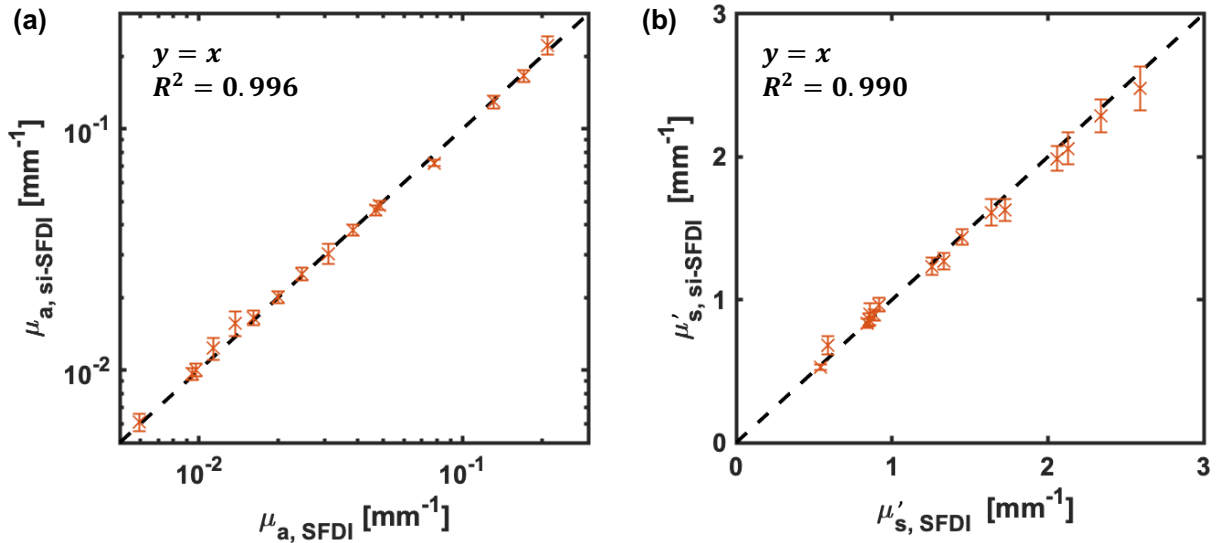 (a)
y = x
R² = 0.996
10⁻¹
10⁻²
μa, si-SFDI [mm⁻¹]
10⁻² 10⁻¹
μa, SFDI [mm⁻¹]
(b)
y = x
R² = 0.990
3
2
1
0
μ′s, si-SFDI [mm⁻¹]
0 1 2 3
μ′s, SFDI [mm⁻¹]